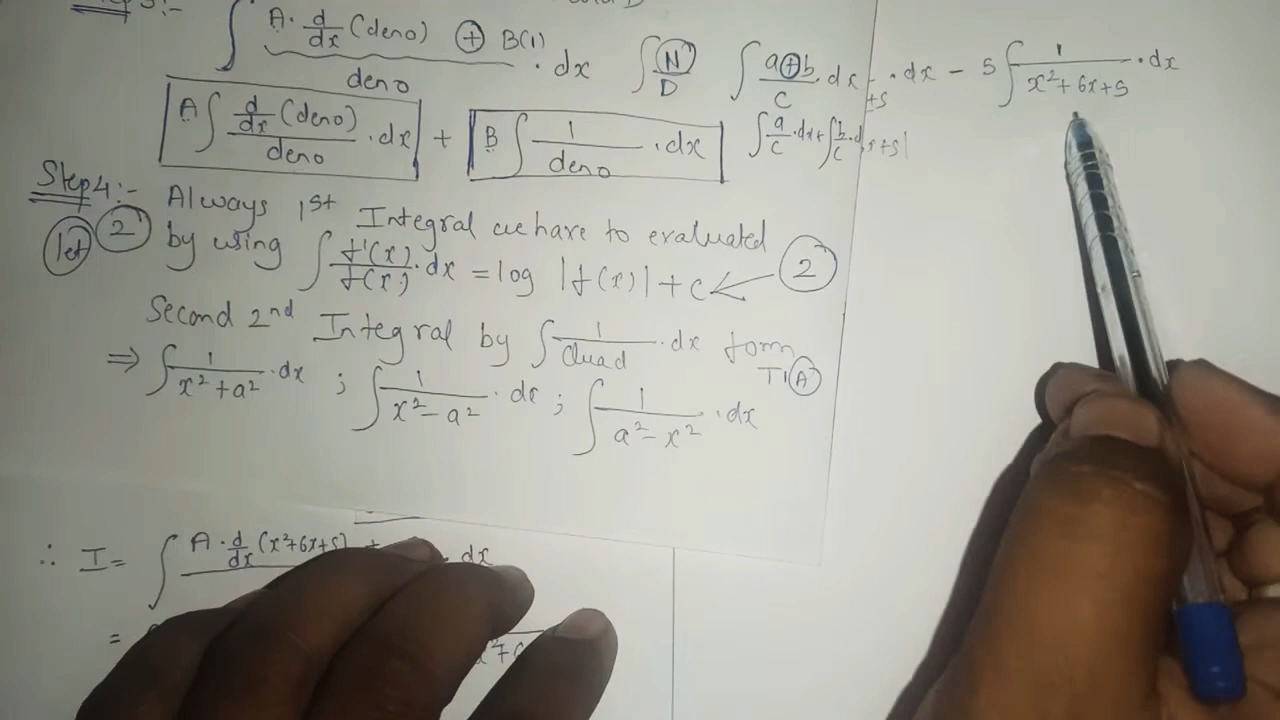 ∫ A·d/dx(deno) ⊕ B(1) / deno · dx
∫ N/D
∫ a⊕b / c · dx
+s · dx − 5∫ 1/(x²+6x+5) · dx
A∫ d/dx(deno)/deno · dx + B∫ 1/deno · dx
∫ a/c · dx + ∫ b/c · d
x+5|
Step 4:- Always 1st Integral we have to evaluated
let 2 by using ∫ f'(x)/f(x) · dx = log |f(x)| + c ← 2
Second 2nd Integral by ∫ 1/Quad · dx form
T1 A
⇒ ∫ 1/(x²+a²) · dx ; ∫ 1/(x²−a²) · dx ; ∫ 1/(a²−x²) · dx
∴ I = ∫ A·d/dx(x²+6x+5) + dx
=